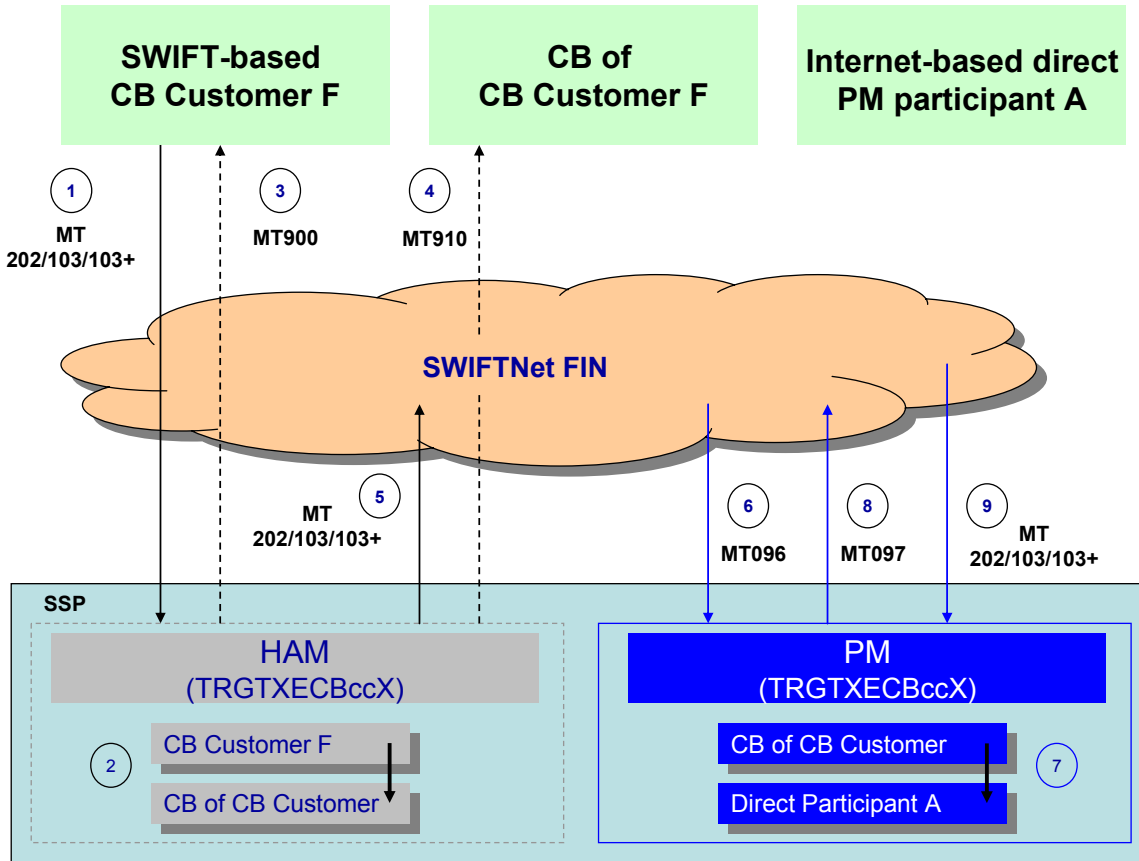 SWIFT-based
CB Customer F
CB of
CB Customer F
Internet-based direct
PM participant A
1
MT
202/103/103+
3
MT900
4
MT910
SWIFTNet FIN
5
MT
202/103/103+
6
MT096
8
MT097
9
MT
202/103/103+
SSP
HAM
(TRGTXECBccX)
2
CB Customer F
CB of CB Customer
PM
(TRGTXECBccX)
CB of CB Customer
Direct Participant A
7